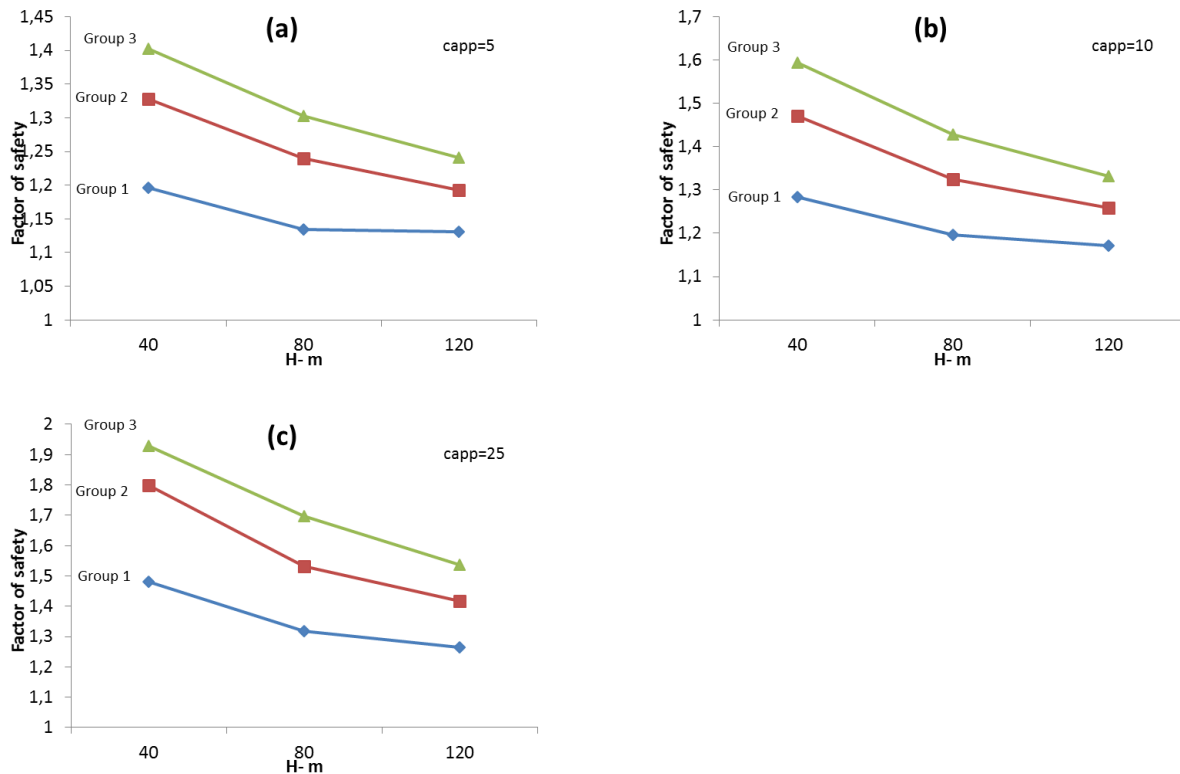 (a)
capp=5
Factor of safety
1,45
1,4
1,35
1,3
1,25
1,2
1,15
1,1
1,05
1
Group 3
Group 2
Group 1
40
80
120
H- m
(b)
capp=10
Factor of safety
1,7
1,6
1,5
1,4
1,3
1,2
1,1
1
Group 3
Group 2
Group 1
40
80
120
H- m
(c)
capp=25
Factor of safety
2
1,9
1,8
1,7
1,6
1,5
1,4
1,3
1,2
1,1
1
Group 3
Group 2
Group 1
40
80
120
H- m